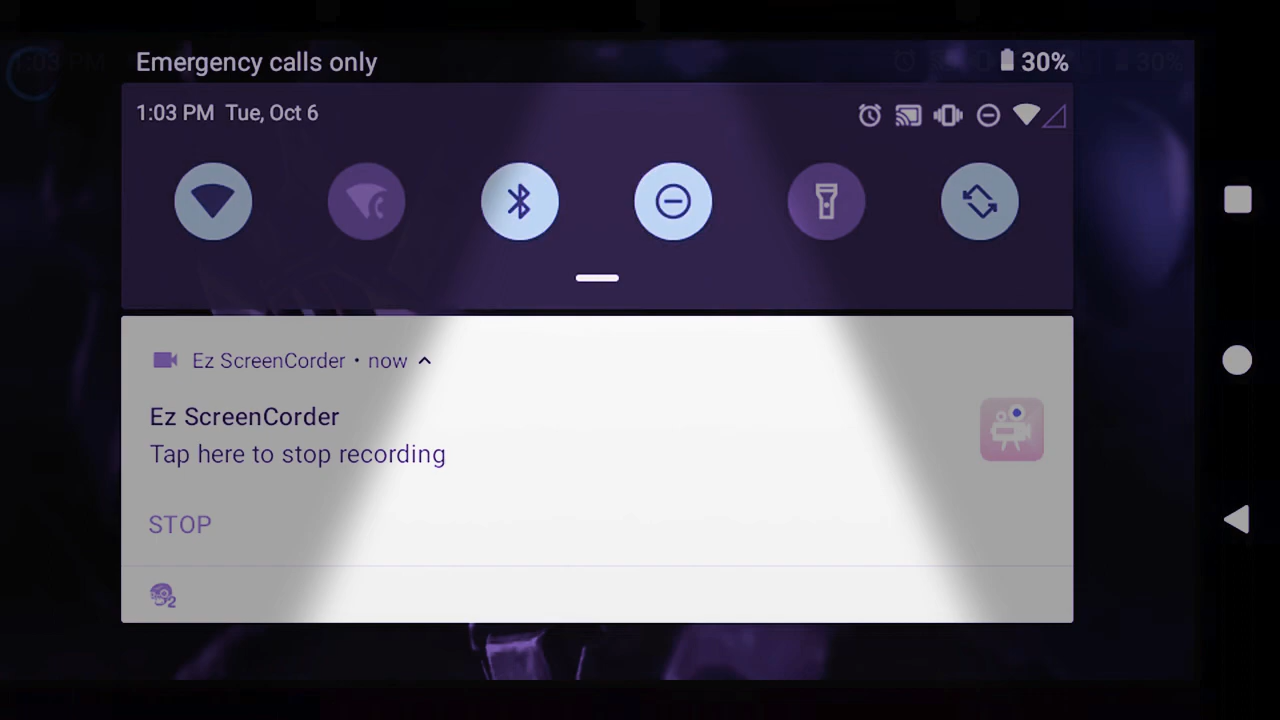 Emergency calls only 30%
1:03 PM Tue, Oct 6
Ez ScreenCorder • now
Ez ScreenCorder
Tap here to stop recording
STOP
2